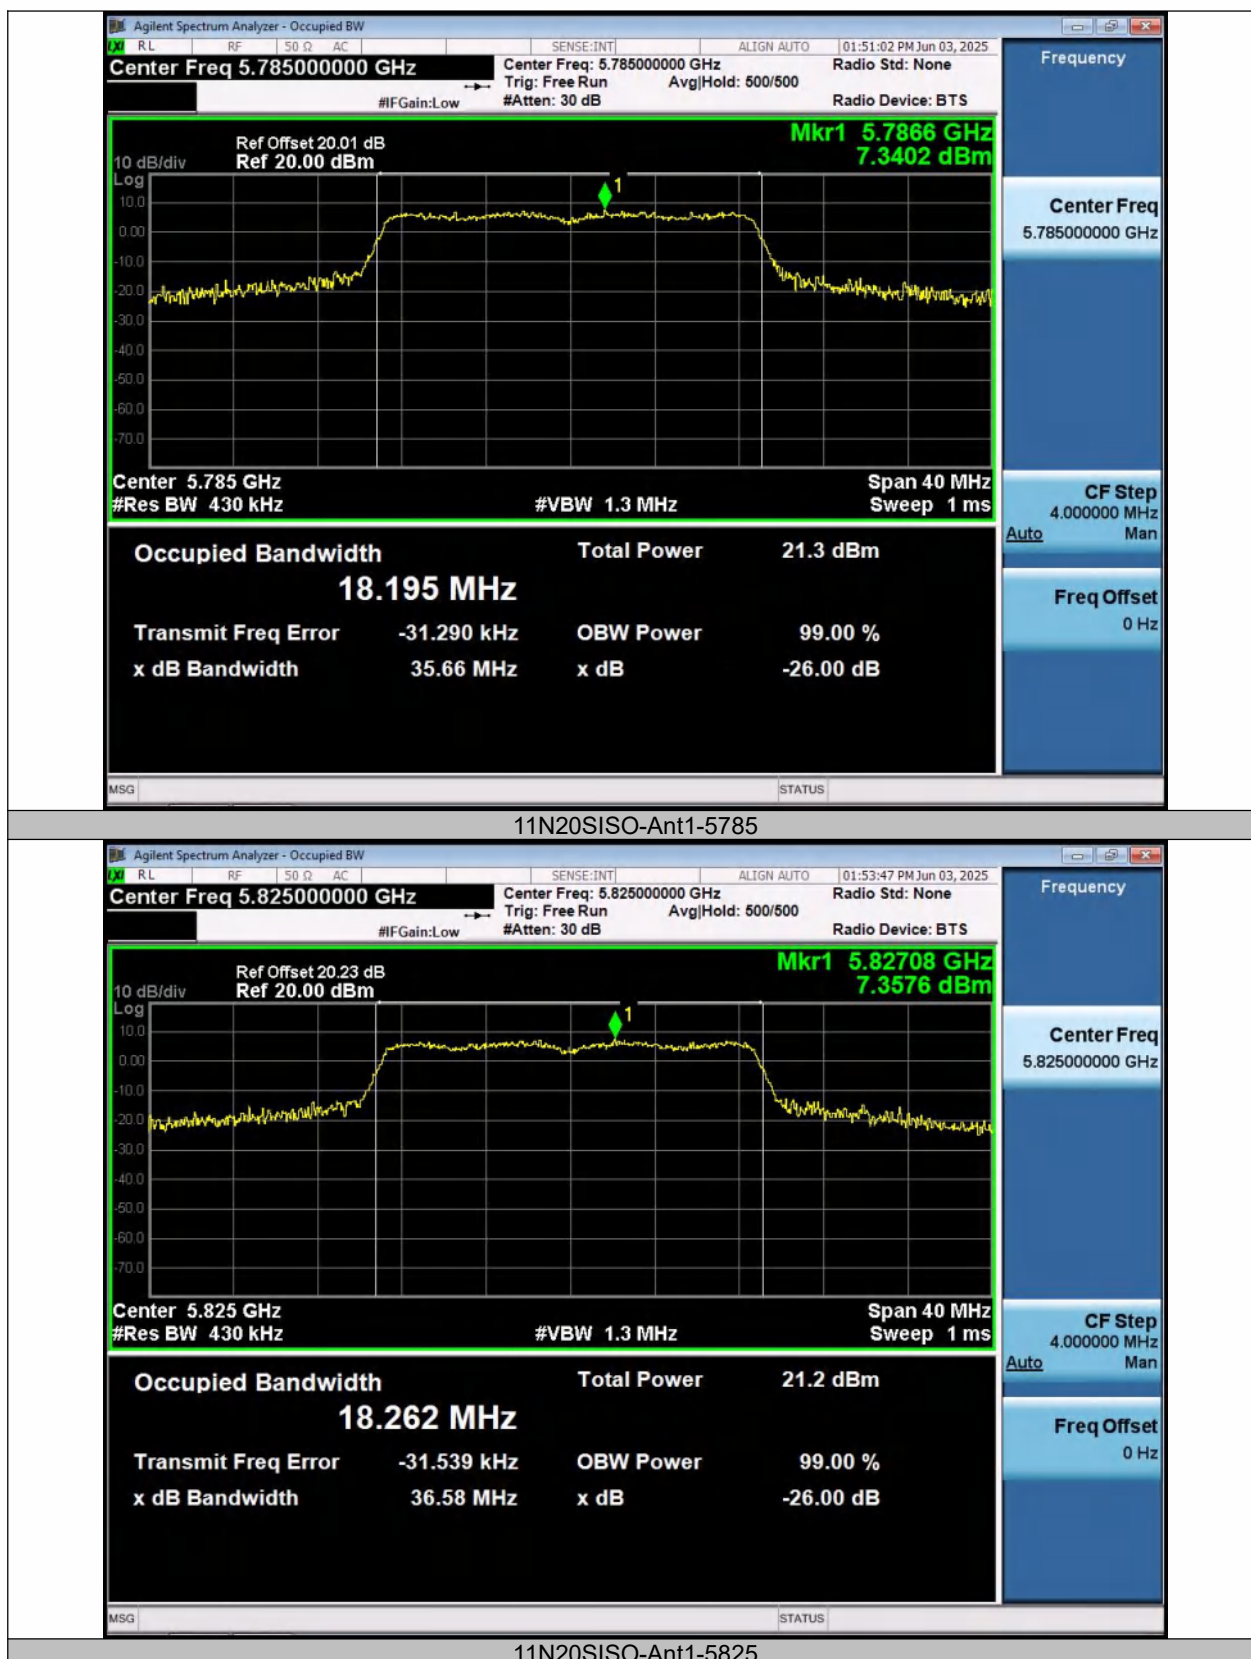 Agilent Spectrum Analyzer - Occupied BW
LXI RL RF 50 Ω AC SENSE:INT ALIGN AUTO 01:51:02 PM Jun 03, 2025
Center Freq 5.785000000 GHz
Center Freq: 5.785000000 GHz Radio Std: None
Trig: Free Run Avg|Hold: 500/500
#IFGain:Low #Atten: 30 dB Radio Device: BTS
Frequency
Mkr1 5.7866 GHz
7.3402 dBm
Ref Offset 20.01 dB
10 dB/div Ref 20.00 dBm
Log
10.0
0.00
-10.0
-20.0
-30.0
-40.0
-50.0
-60.0
-70.0
1
Center 5.785 GHz Span 40 MHz
#Res BW 430 kHz #VBW 1.3 MHz Sweep 1 ms
Center Freq
5.785000000 GHz
CF Step
4.000000 MHz
Auto Man
Freq Offset
0 Hz
Occupied Bandwidth Total Power 21.3 dBm
18.195 MHz
Transmit Freq Error -31.290 kHz OBW Power 99.00 %
x dB Bandwidth 35.66 MHz x dB -26.00 dB
MSG STATUS
11N20SISO-Ant1-5785
Agilent Spectrum Analyzer - Occupied BW
LXI RL RF 50 Ω AC SENSE:INT ALIGN AUTO 01:53:47 PM Jun 03, 2025
Center Freq 5.825000000 GHz
Center Freq: 5.825000000 GHz Radio Std: None
Trig: Free Run Avg|Hold: 500/500
#IFGain:Low #Atten: 30 dB Radio Device: BTS
Frequency
Mkr1 5.82708 GHz
7.3576 dBm
Ref Offset 20.23 dB
10 dB/div Ref 20.00 dBm
Log
10.0
0.00
-10.0
-20.0
-30.0
-40.0
-50.0
-60.0
-70.0
1
Center 5.825 GHz Span 40 MHz
#Res BW 430 kHz #VBW 1.3 MHz Sweep 1 ms
Center Freq
5.825000000 GHz
CF Step
4.000000 MHz
Auto Man
Freq Offset
0 Hz
Occupied Bandwidth Total Power 21.2 dBm
18.262 MHz
Transmit Freq Error -31.539 kHz OBW Power 99.00 %
x dB Bandwidth 36.58 MHz x dB -26.00 dB
MSG STATUS
11N20SISO-Ant1-5825